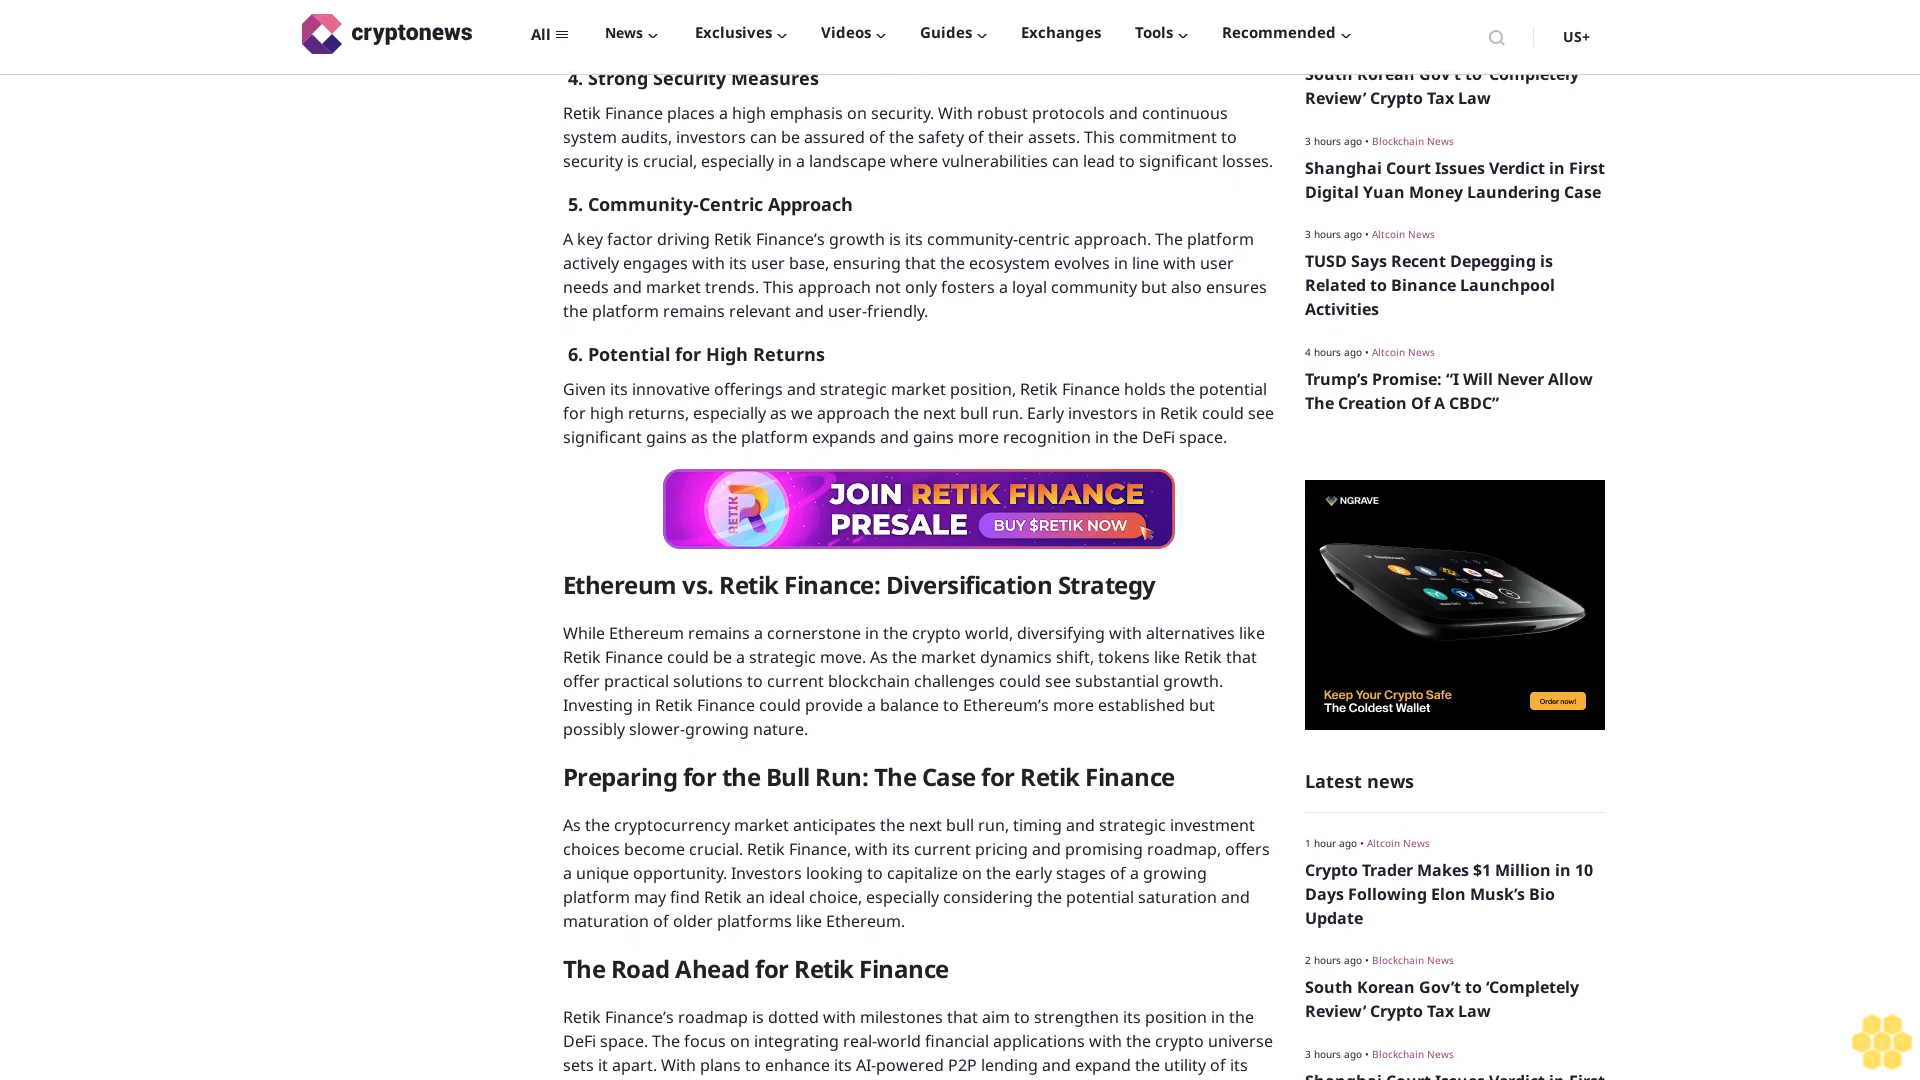 cryptonews
All
News
Exclusives
Videos
Guides
Exchanges
Tools
Recommended
US+
4. Strong Security Measures
Retik Finance places a high emphasis on security. With robust protocols and continuous
system audits, investors can be assured of the safety of their assets. This commitment to
security is crucial, especially in a landscape where vulnerabilities can lead to significant losses.
5. Community-Centric Approach
A key factor driving Retik Finance’s growth is its community-centric approach. The platform
actively engages with its user base, ensuring that the ecosystem evolves in line with user
needs and market trends. This approach not only fosters a loyal community but also ensures
the platform remains relevant and user-friendly.
6. Potential for High Returns
Given its innovative offerings and strategic market position, Retik Finance holds the potential
for high returns, especially as we approach the next bull run. Early investors in Retik could see
significant gains as the platform expands and gains more recognition in the DeFi space.
RETIK
JOIN RETIK FINANCE
PRESALE BUY $RETIK NOW
Ethereum vs. Retik Finance: Diversification Strategy
While Ethereum remains a cornerstone in the crypto world, diversifying with alternatives like
Retik Finance could be a strategic move. As the market dynamics shift, tokens like Retik that
offer practical solutions to current blockchain challenges could see substantial growth.
Investing in Retik Finance could provide a balance to Ethereum’s more established but
possibly slower-growing nature.
Preparing for the Bull Run: The Case for Retik Finance
As the cryptocurrency market anticipates the next bull run, timing and strategic investment
choices become crucial. Retik Finance, with its current pricing and promising roadmap, offers
a unique opportunity. Investors looking to capitalize on the early stages of a growing
platform may find Retik an ideal choice, especially considering the potential saturation and
maturation of older platforms like Ethereum.
The Road Ahead for Retik Finance
Retik Finance’s roadmap is dotted with milestones that aim to strengthen its position in the
DeFi space. The focus on integrating real-world financial applications with the crypto universe
sets it apart. With plans to enhance its AI-powered P2P lending and expand the utility of its
South Korean Gov’t to ‘Completely
Review’ Crypto Tax Law
3 hours ago • Blockchain News
Shanghai Court Issues Verdict in First
Digital Yuan Money Laundering Case
3 hours ago • Altcoin News
TUSD Says Recent Depegging is
Related to Binance Launchpool
Activities
4 hours ago • Altcoin News
Trump’s Promise: “I Will Never Allow
The Creation Of A CBDC”
NGRAVE
Keep Your Crypto Safe
The Coldest Wallet
Order now!
Latest news
1 hour ago • Altcoin News
Crypto Trader Makes $1 Million in 10
Days Following Elon Musk’s Bio
Update
2 hours ago • Blockchain News
South Korean Gov’t to ‘Completely
Review’ Crypto Tax Law
3 hours ago • Blockchain News
Shanghai Court Issues Verdict in First